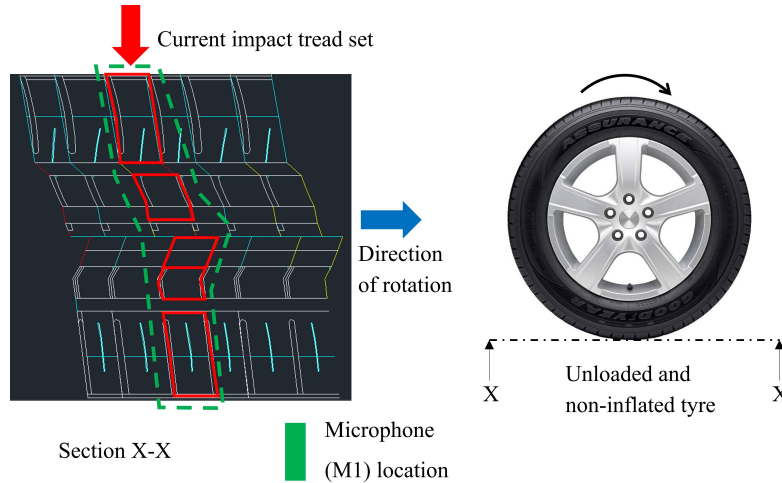 Current impact tread set
Direction
of rotation
Section X-X
Microphone
(M1) location
ASSURANCE
GOODYEAR
X
X
Unloaded and
non-inflated tyre